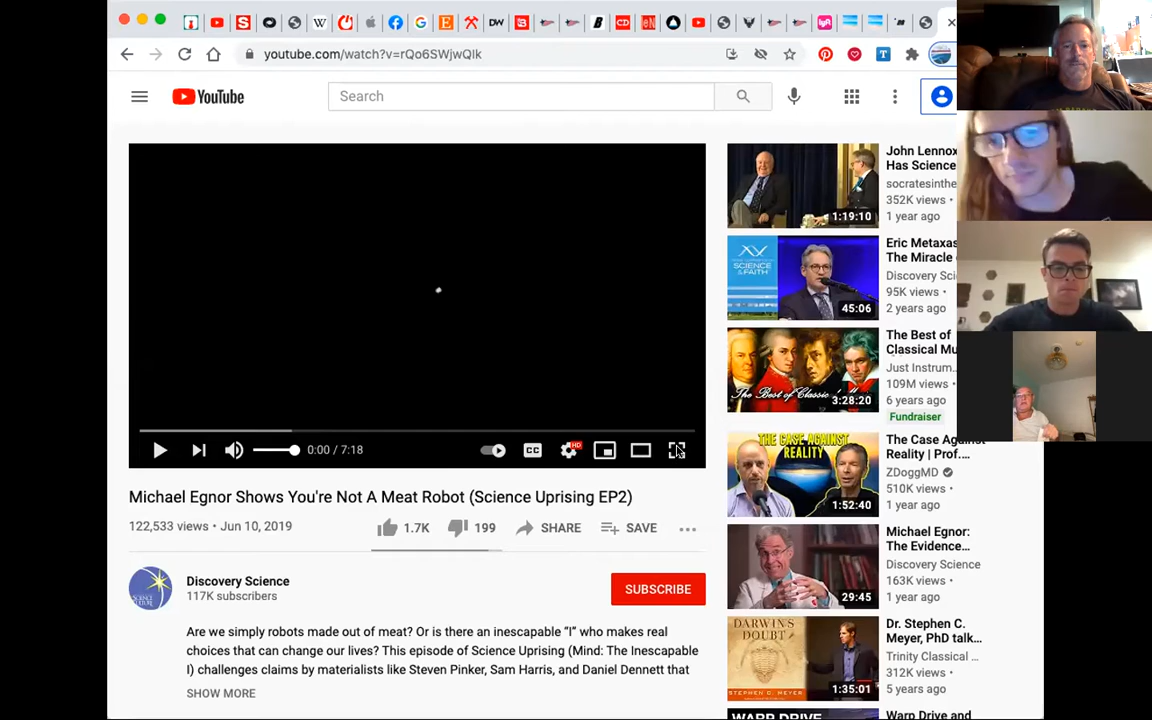 youtube.com/watch?v=rQo6SWjwQIk
YouTube
Search
0:00 / 7:18
CC
HD
Michael Egnor Shows You're Not A Meat Robot (Science Uprising EP2)
122,533 views • Jun 10, 2019
1.7K
199
SHARE
SAVE
Discovery Science
117K subscribers
SUBSCRIBE
Are we simply robots made out of meat? Or is there an inescapable “I” who makes real
choices that can change our lives? This episode of Science Uprising (Mind: The Inescapable
I) challenges claims by materialists like Steven Pinker, Sam Harris, and Daniel Dennett that
SHOW MORE
1:19:10
John Lennox
Has Science
socratesinthe
352K views •
1 year ago
SCIENCE
& FAITH
45:06
Eric Metaxas
The Miracle
Discovery Sci
95K views •
2 years ago
The Best of Classic
3:28:20
The Best of
Classical Mu
Just Instrum...
109M views •
6 years ago
Fundraiser
THE CASE AGAINST
REALITY
1:52:40
The Case Against
Reality | Prof...
ZDoggMD
510K views •
1 year ago
29:45
Michael Egnor:
The Evidence...
Discovery Science
163K views •
1 year ago
DARWIN'S
DOUBT
STEPHEN C. MEYER
1:35:01
Dr. Stephen C.
Meyer, PhD talk...
Trinity Classical ...
312K views •
5 years ago
WARP DRIVE
Warp Drive and